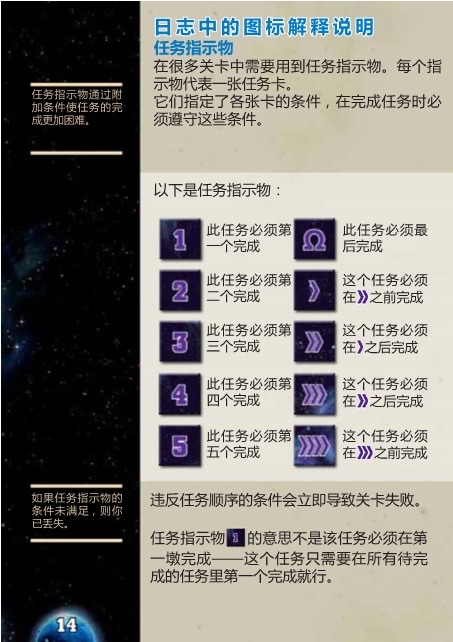 日志中的图标解释说明
任务指示物
在很多关卡中需要用到任务指示物。每个指
示物代表一张任务卡。
它们指定了各张卡的条件，在完成任务时必
须遵守这些条件。
任务指示物通过附
加条件使任务的完
成更加困难。
以下是任务指示物：
1
此任务必须第
一个完成
Ω
此任务必须最
后完成
2
此任务必须第
二个完成
❯
这个任务必须
在❯❯之前完成
3
此任务必须第
三个完成
❯❯
这个任务必须
在❯之后完成
4
此任务必须第
四个完成
❯❯❯
这个任务必须
在❯❯之后完成
5
此任务必须第
五个完成
❯❯❯❯
这个任务必须
在❯❯❯之前完成
如果任务指示物的
条件未满足，则你
已丢失。
违反任务顺序的条件会立即导致关卡失败。
任务指示物1的意思不是该任务必须在第
一墩完成——这个任务只需要在所有待完
成的任务里第一个完成就行。
14